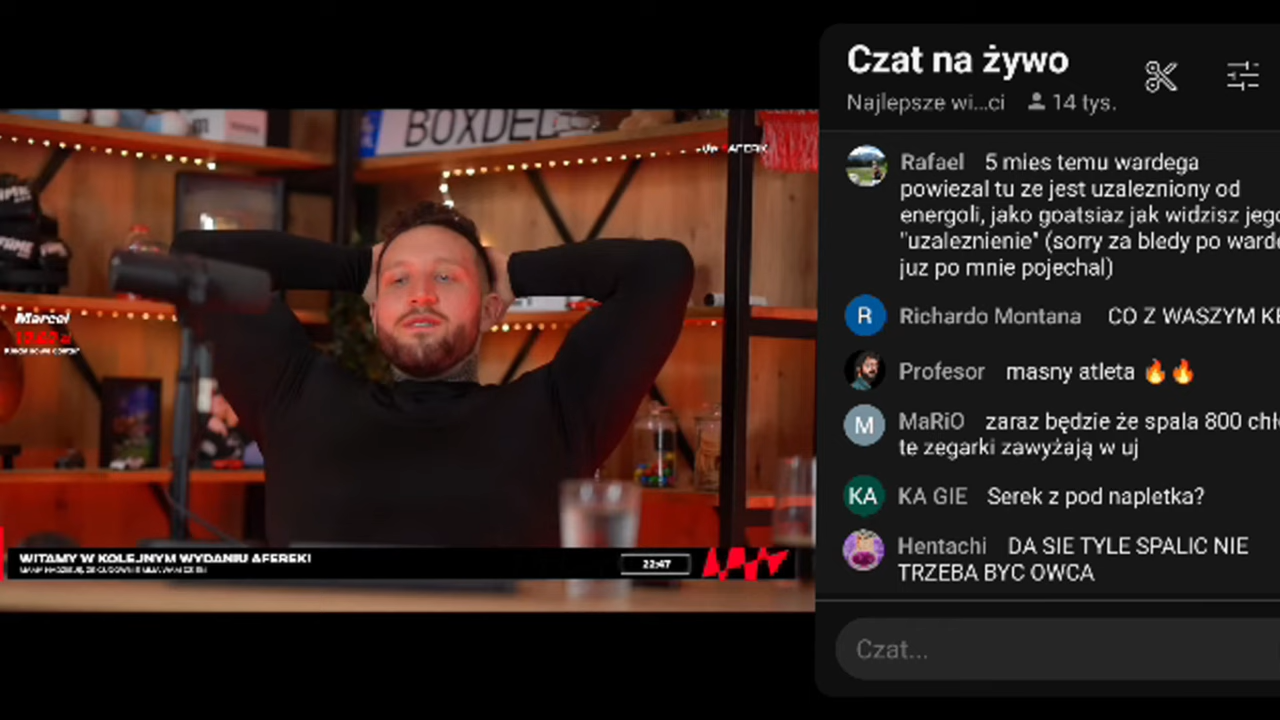 BOXDEL
AFERK
Marcel
WITAMY W KOLEJNYM WYDANIU AFEREK!
22:47
Czat na żywo
Najlepsze wi...ci 14 tys.
Rafael 5 mies temu wardega
powiezal tu ze jest uzalezniony od
energoli, jako goatsiaz jak widzisz jego
"uzaleznienie" (sorry za bledy po warde
juz po mnie pojechal)
R Richardo Montana CO Z WASZYM KE
Profesor masny atleta 🔥🔥
M MaRiO zaraz będzie że spala 800 chł
te zegarki zawyżają w uj
KA KA GIE Serek z pod napletka?
Hentachi DA SIE TYLE SPALIC NIE
TRZEBA BYC OWCA
Czat...